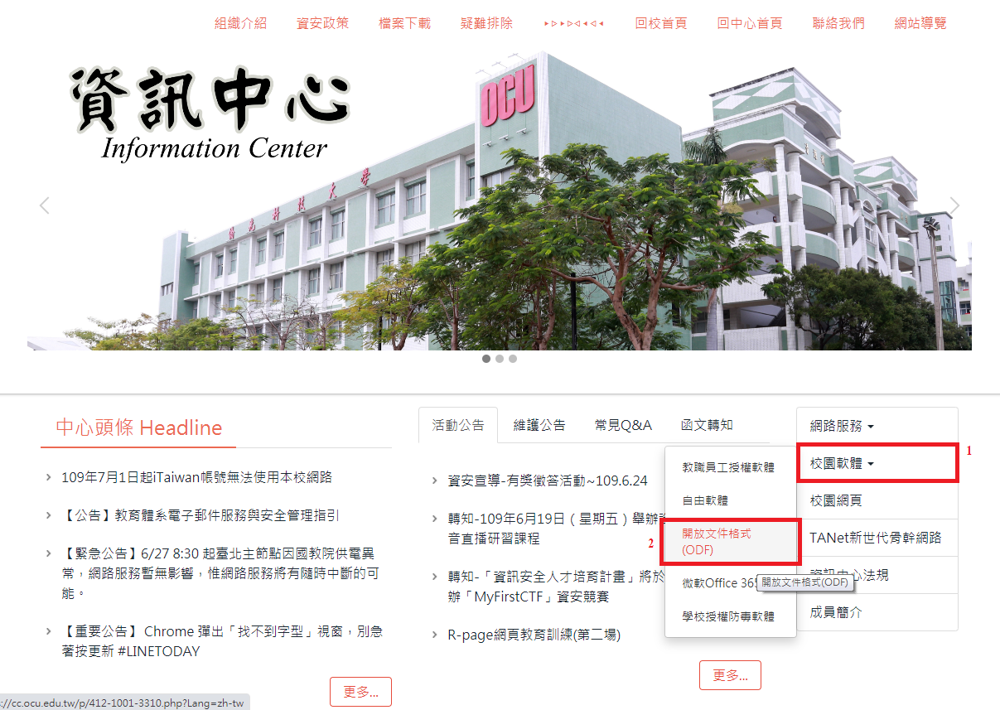 組織介紹 資安政策 檔案下載 疑難排除 ▸▹▸▹◃◂◃◂ 回校首頁 回中心首頁 聯絡我們 網站導覽
資訊中心
Information Center
OCU
僑光科技大學
中心頭條 Headline
109年7月1日起iTaiwan帳號無法使用本校網路
【公告】教育體系電子郵件服務與安全管理指引
【緊急公告】6/27 8:30 起臺北主節點因國教院供電異
常，網路服務暫無影響，惟網路服務將有隨時中斷的可
能。
【重要公告】 Chrome 彈出「找不到字型」視窗，別急
著按更新 #LINETODAY
更多...
活動公告 維護公告 常見Q&A 函文轉知
資安宣導-有獎徵答活動~109.6.24
轉知-109年6月19日（星期五）舉辦
音直播研習課程
轉知-「資訊安全人才培育計畫」將於
辦「MyFirstCTF」資安競賽
R-page網頁教育訓練(第二場)
更多...
教職員工授權軟體
自由軟體
2
開放文件格式
(ODF)
微軟Office 365
開放文件格式(ODF)
學校授權防毒軟體
網路服務
校園軟體
1
校園網頁
TANet新世代骨幹網路
資訊中心法規
成員簡介
://cc.ocu.edu.tw/p/412-1001-3310.php?Lang=zh-tw